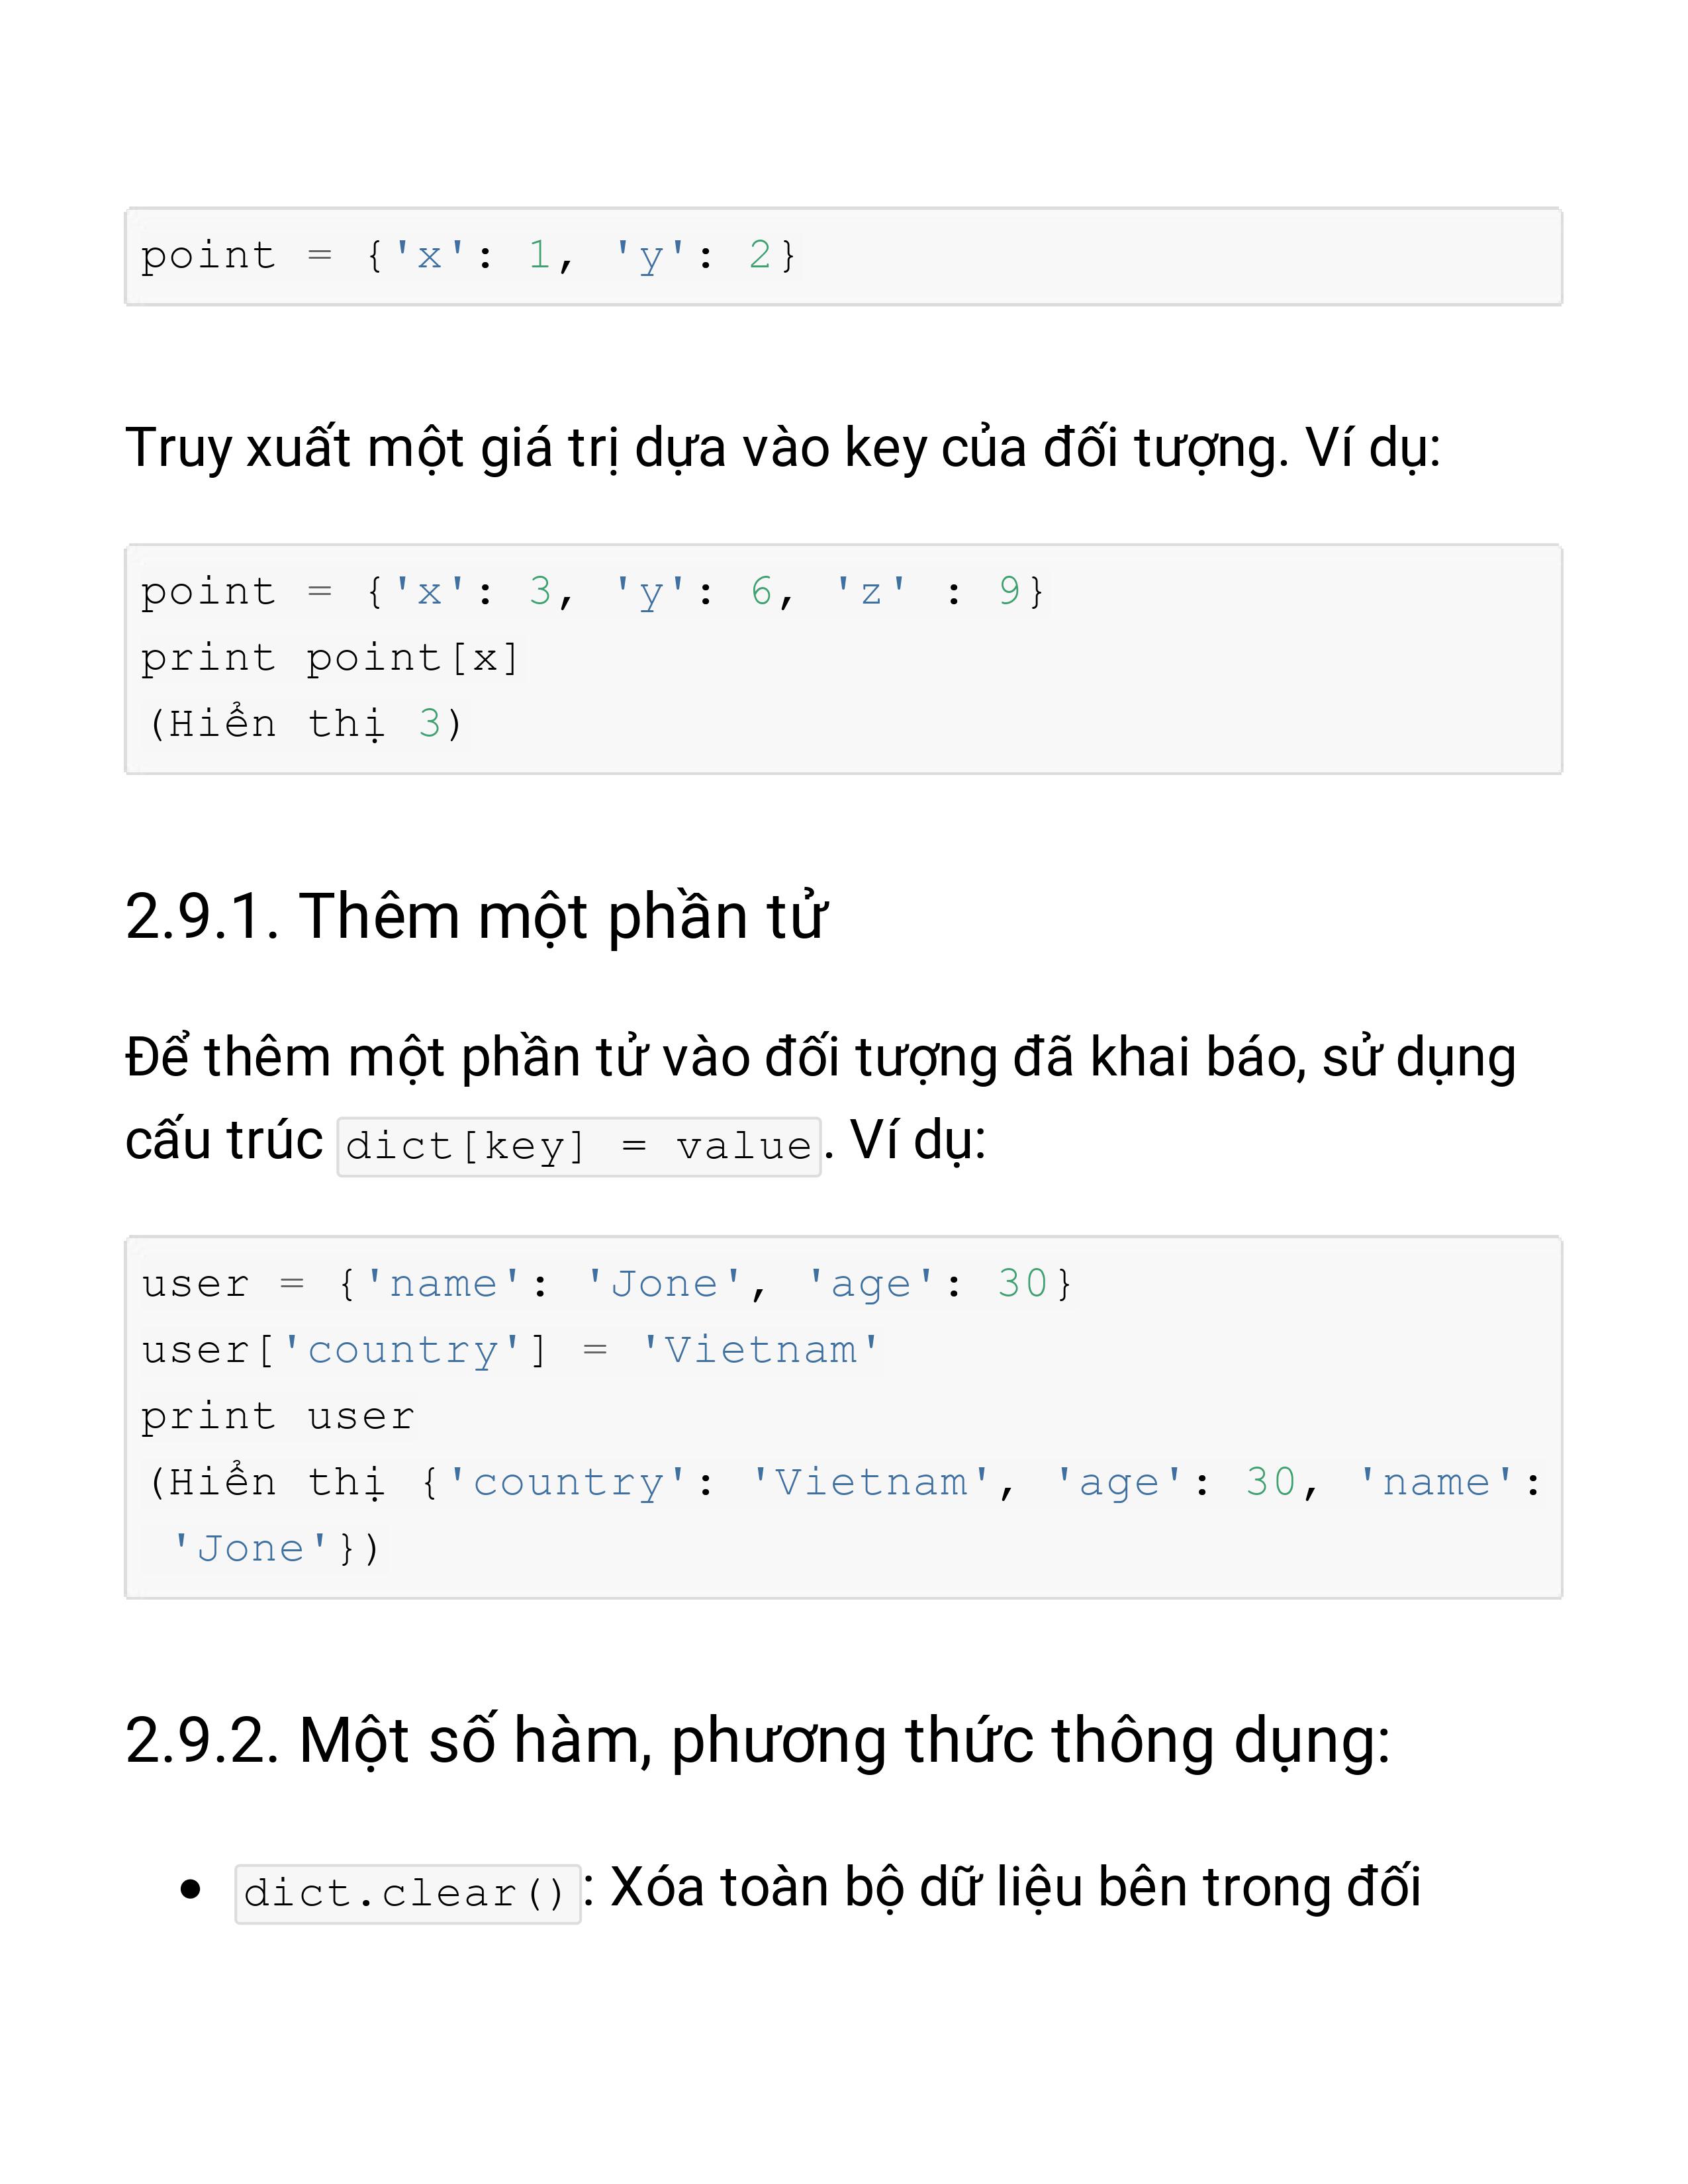 point = {'x': 1, 'y': 2}
Truy xuất một giá trị dựa vào key của đối tượng. Ví dụ:
point = {'x': 3, 'y': 6, 'z' : 9}
print point[x]
(Hiển thị 3)
2.9.1. Thêm một phần tử
Để thêm một phần tử vào đối tượng đã khai báo, sử dụng
cấu trúc dict[key] = value. Ví dụ:
user = {'name': 'Jone', 'age': 30}
user['country'] = 'Vietnam'
print user
(Hiển thị {'country': 'Vietnam', 'age': 30, 'name':
'Jone'})
2.9.2. Một số hàm, phương thức thông dụng:
• dict.clear(): Xóa toàn bộ dữ liệu bên trong đối